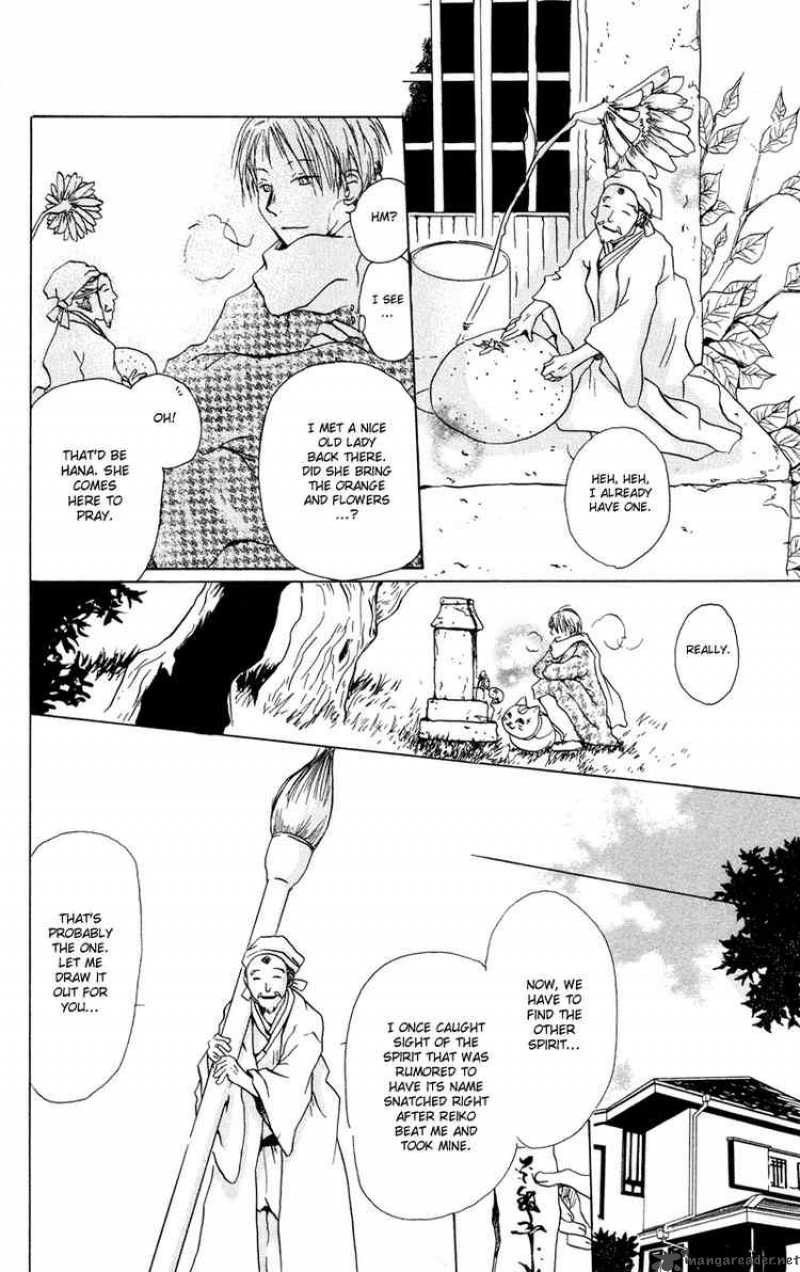 HEH, HEH,
I ALREADY
HAVE ONE.
HM?
I SEE
...
I MET A NICE
OLD LADY
BACK THERE.
DID SHE BRING
THE ORANGE
AND FLOWERS
...?
OH!
THAT'D BE
HANA. SHE
COMES
HERE TO
PRAY.
REALLY.
NOW, WE
HAVE TO
FIND THE
OTHER
SPIRIT...
I ONCE CAUGHT
SIGHT OF THE
SPIRIT THAT WAS
RUMORED TO
HAVE ITS NAME
SNATCHED RIGHT
AFTER REIKO
BEAT ME AND
TOOK MINE.
THAT'S
PROBABLY
THE ONE.
LET ME
DRAW IT
OUT FOR
YOU...
mangareader.net